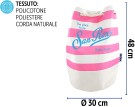 TESSUTO:
POLICOTONE
POLIESTERE
CORDA NATURALE
48 cm
Ø 30 cm